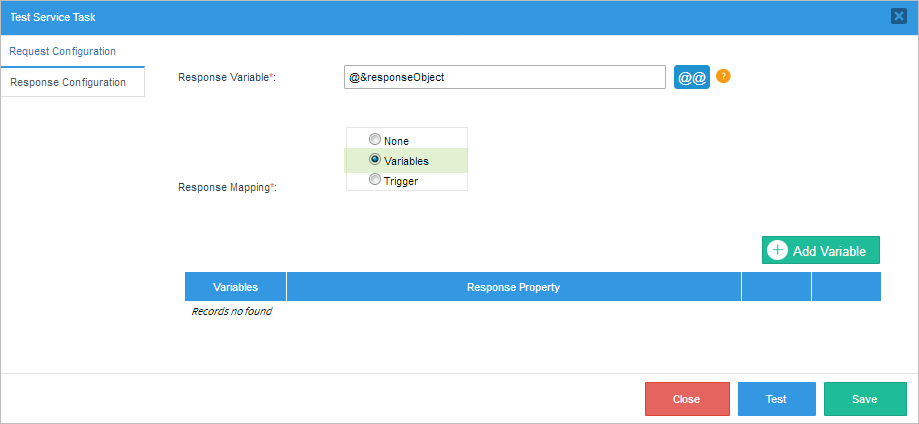 Test Service Task
Request Configuration
Response Configuration
Response Variable*: @&responseObject @@ ?
None
Variables
Response Mapping*:
Trigger
Add Variable
Variables Response Property
Records no found
Close Test Save